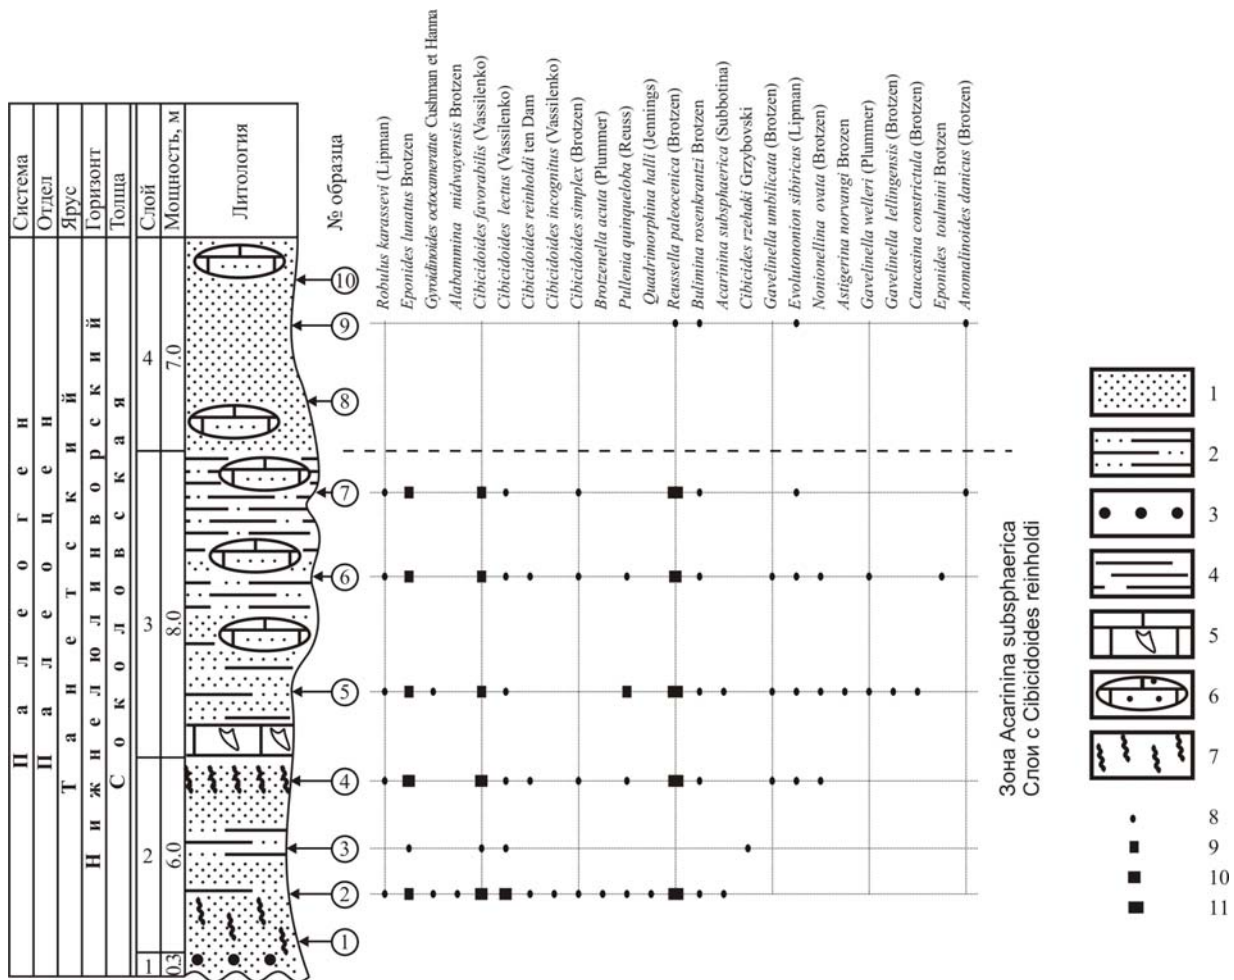 Система
Отдел
Ярус
Горизонт
Толща
Слой
Мощность, м
Литология
№ образца
Палеоген
Палеоцен
Танетский
Нижнелюлинворский
Соколовская
4
7.0
3
8.0
2
6.0
1
0.3
10
9
8
7
6
5
4
3
2
1
Robulus karassevi (Lipman)
Eponides lunatus Brotzen
Gyroidinoides octocameratus Cushman et Hanna
Alabammina midwayensis Brotzen
Cibicidoides favorabilis (Vassilenko)
Cibicidoides lectus (Vassilenko)
Cibicidoides reinholdi ten Dam
Cibicidoides incognitus (Vassilenko)
Cibicidoides simplex (Brotzen)
Brotzenella acuta (Plummer)
Pullenia quinqueloba (Reuss)
Quadrimorphina halli (Jennings)
Reussella paleocenica (Brotzen)
Bulimina rosenkrantzi Brotzen
Acarinina subsphaerica (Subbotina)
Cibicides rzehaki Grzybovski
Gavelinella umbilicata (Brotzen)
Evolutononion sibiricus (Lipman)
Nonionellina ovata (Brotzen)
Astigerina norvangi Brozen
Gavelinella welleri (Plummer)
Gavelinella lellingensis (Brotzen)
Caucasina constrictula (Brotzen)
Eponides toulmini Brotzen
Anomalinoides danicus (Brotzen)
Зона Acarinina subsphaerica
Слои с Cibicidoides reinholdi
1
2
3
4
5
6
7
8
9
10
11